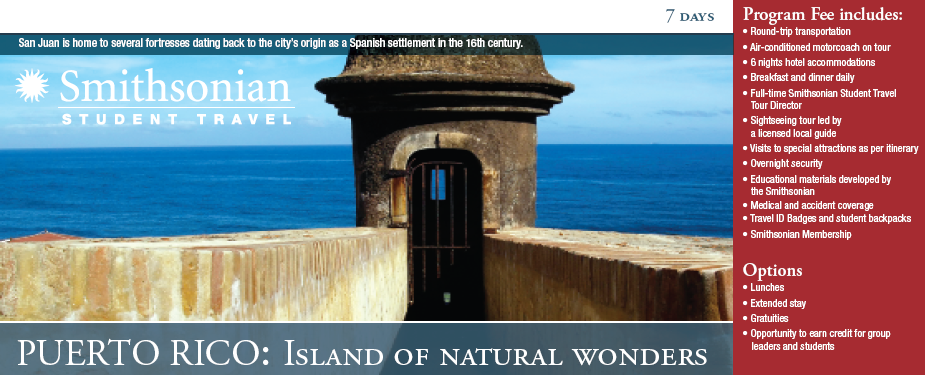 7 DAYS
San Juan is home to several fortresses dating back to the city's origin as a Spanish settlement in the 16th century.
Smithsonian
STUDENT TRAVEL
PUERTO RICO: ISLAND OF NATURAL WONDERS
Program Fee includes:
• Round-trip transportation
• Air-conditioned motorcoach on tour
• 6 nights hotel accommodations
• Breakfast and dinner daily
• Full-time Smithsonian Student Travel
Tour Director
• Sightseeing tour led by
a licensed local guide
• Visits to special attractions as per itinerary
• Overnight security
• Educational materials developed by
the Smithsonian
• Medical and accident coverage
• Travel ID Badges and student backpacks
• Smithsonian Membership
Options
• Lunches
• Extended stay
• Gratuities
• Opportunity to earn credit for group
leaders and students